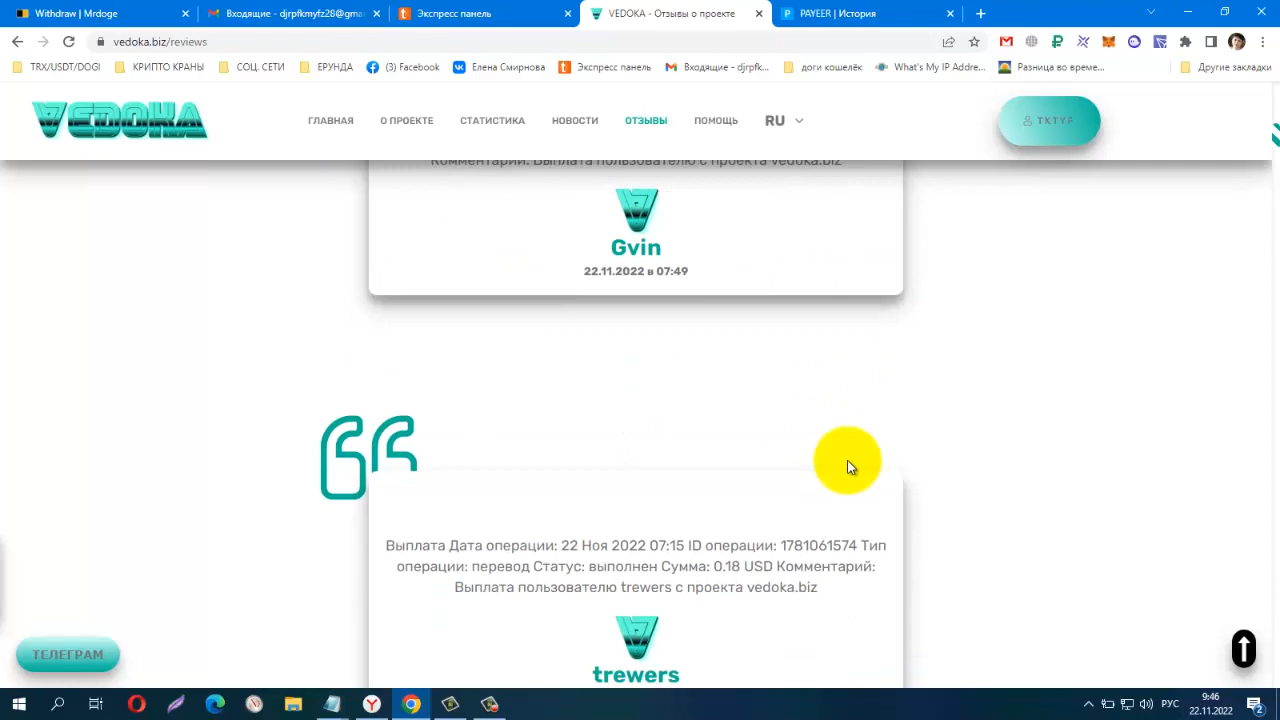 Withdraw | Mrdoge
Входящие - djrpfkmyfz28@gma
Экспресс панель
VEDOKA - Отзывы о проекте
PAYEER | История
vedoka.biz/reviews
TRX/USDT/DOGI
КРИПТО КРАНЫ
СОЦ. СЕТИ
ЕРУНДА
(3) Facebook
Елена Смирнова
Экспресс панель
Входящие - djrpfk...
доги кошелёк
What's My IP Addre...
Разница во време...
Другие закладки
VEDOKA
ГЛАВНАЯ
О ПРОЕКТЕ
СТАТИСТИКА
НОВОСТИ
ОТЗЫВЫ
ПОМОЩЬ
RU
TKTYF
Комментарий: Выплата пользователю с проекта vedoka.biz
Gvin
22.11.2022 в 07:49
Выплата Дата операции: 22 Ноя 2022 07:15 ID операции: 1781061574 Тип
операции: перевод Статус: выполнен Сумма: 0.18 USD Комментарий:
Выплата пользователю trewers с проекта vedoka.biz
trewers
ТЕЛЕГРАМ
РУС
9:46
22.11.2022
2